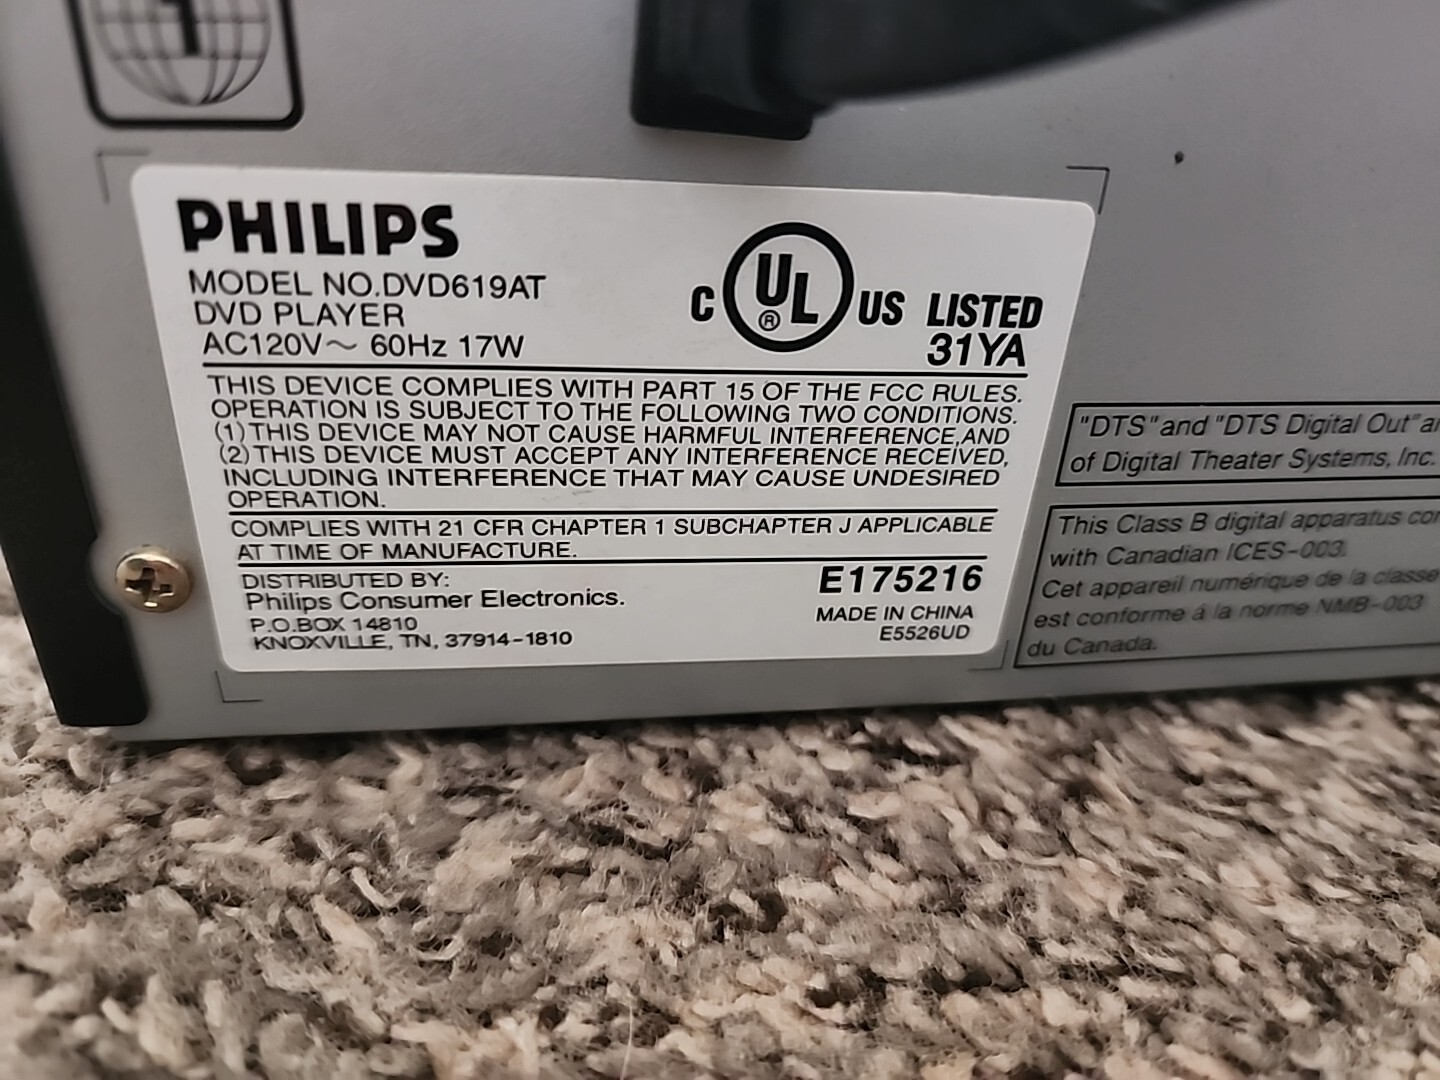 1
PHILIPS
MODEL NO.DVD619AT
DVD PLAYER
AC120V～ 60Hz 17W
C UL ® US LISTED
31YA
THIS DEVICE COMPLIES WITH PART 15 OF THE FCC RULES.
OPERATION IS SUBJECT TO THE FOLLOWING TWO CONDITIONS.
(1)THIS DEVICE MAY NOT CAUSE HARMFUL INTERFERENCE,AND
(2)THIS DEVICE MUST ACCEPT ANY INTERFERENCE RECEIVED,
INCLUDING INTERFERENCE THAT MAY CAUSE UNDESIRED
OPERATION.
COMPLIES WITH 21 CFR CHAPTER 1 SUBCHAPTER J APPLICABLE
AT TIME OF MANUFACTURE.
DISTRIBUTED BY:
Philips Consumer Electronics.
P.O.BOX 14810
KNOXVILLE, TN, 37914-1810
E175216
MADE IN CHINA
E5526UD
"DTS"and "DTS Digital Out"
of Digital Theater Systems, Inc.
This Class B digital apparatus
with Canadian ICES-003.
Cet appareil numérique de la classe
est conforme á la norme NMB-003
du Canada.